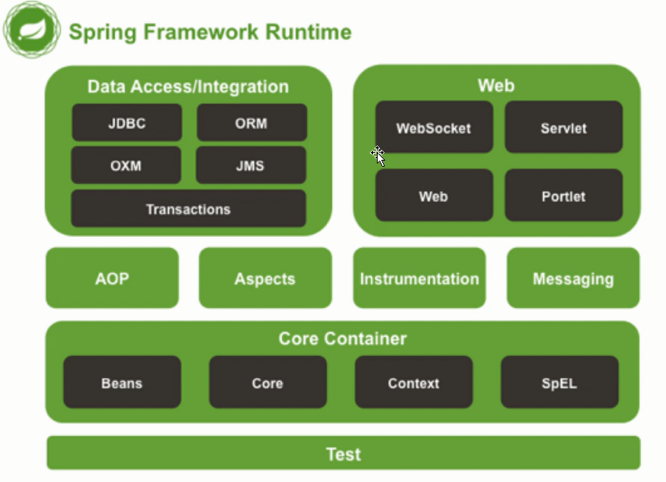 Spring Framework Runtime
Data Access/Integration
JDBC
ORM
OXM
JMS
Transactions
Web
WebSocket
Servlet
Web
Portlet
AOP
Aspects
Instrumentation
Messaging
Core Container
Beans
Core
Context
SpEL
Test